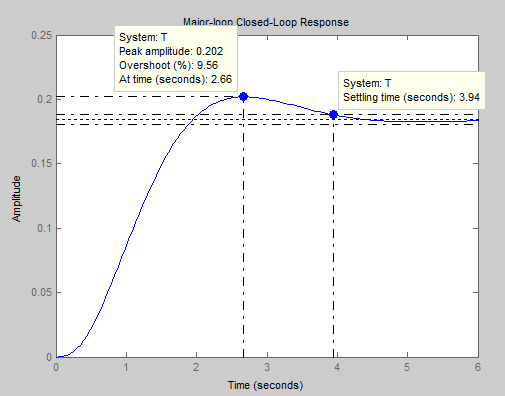 Major-loop Closed-Loop Response
System: T
Peak amplitude: 0.202
Overshoot (%): 9.56
At time (seconds): 2.66
System: T
Settling time (seconds): 3.94
0.25
0.2
0.15
0.1
0.05
0
Amplitude
0 1 2 3 4 5 6
Time (seconds)